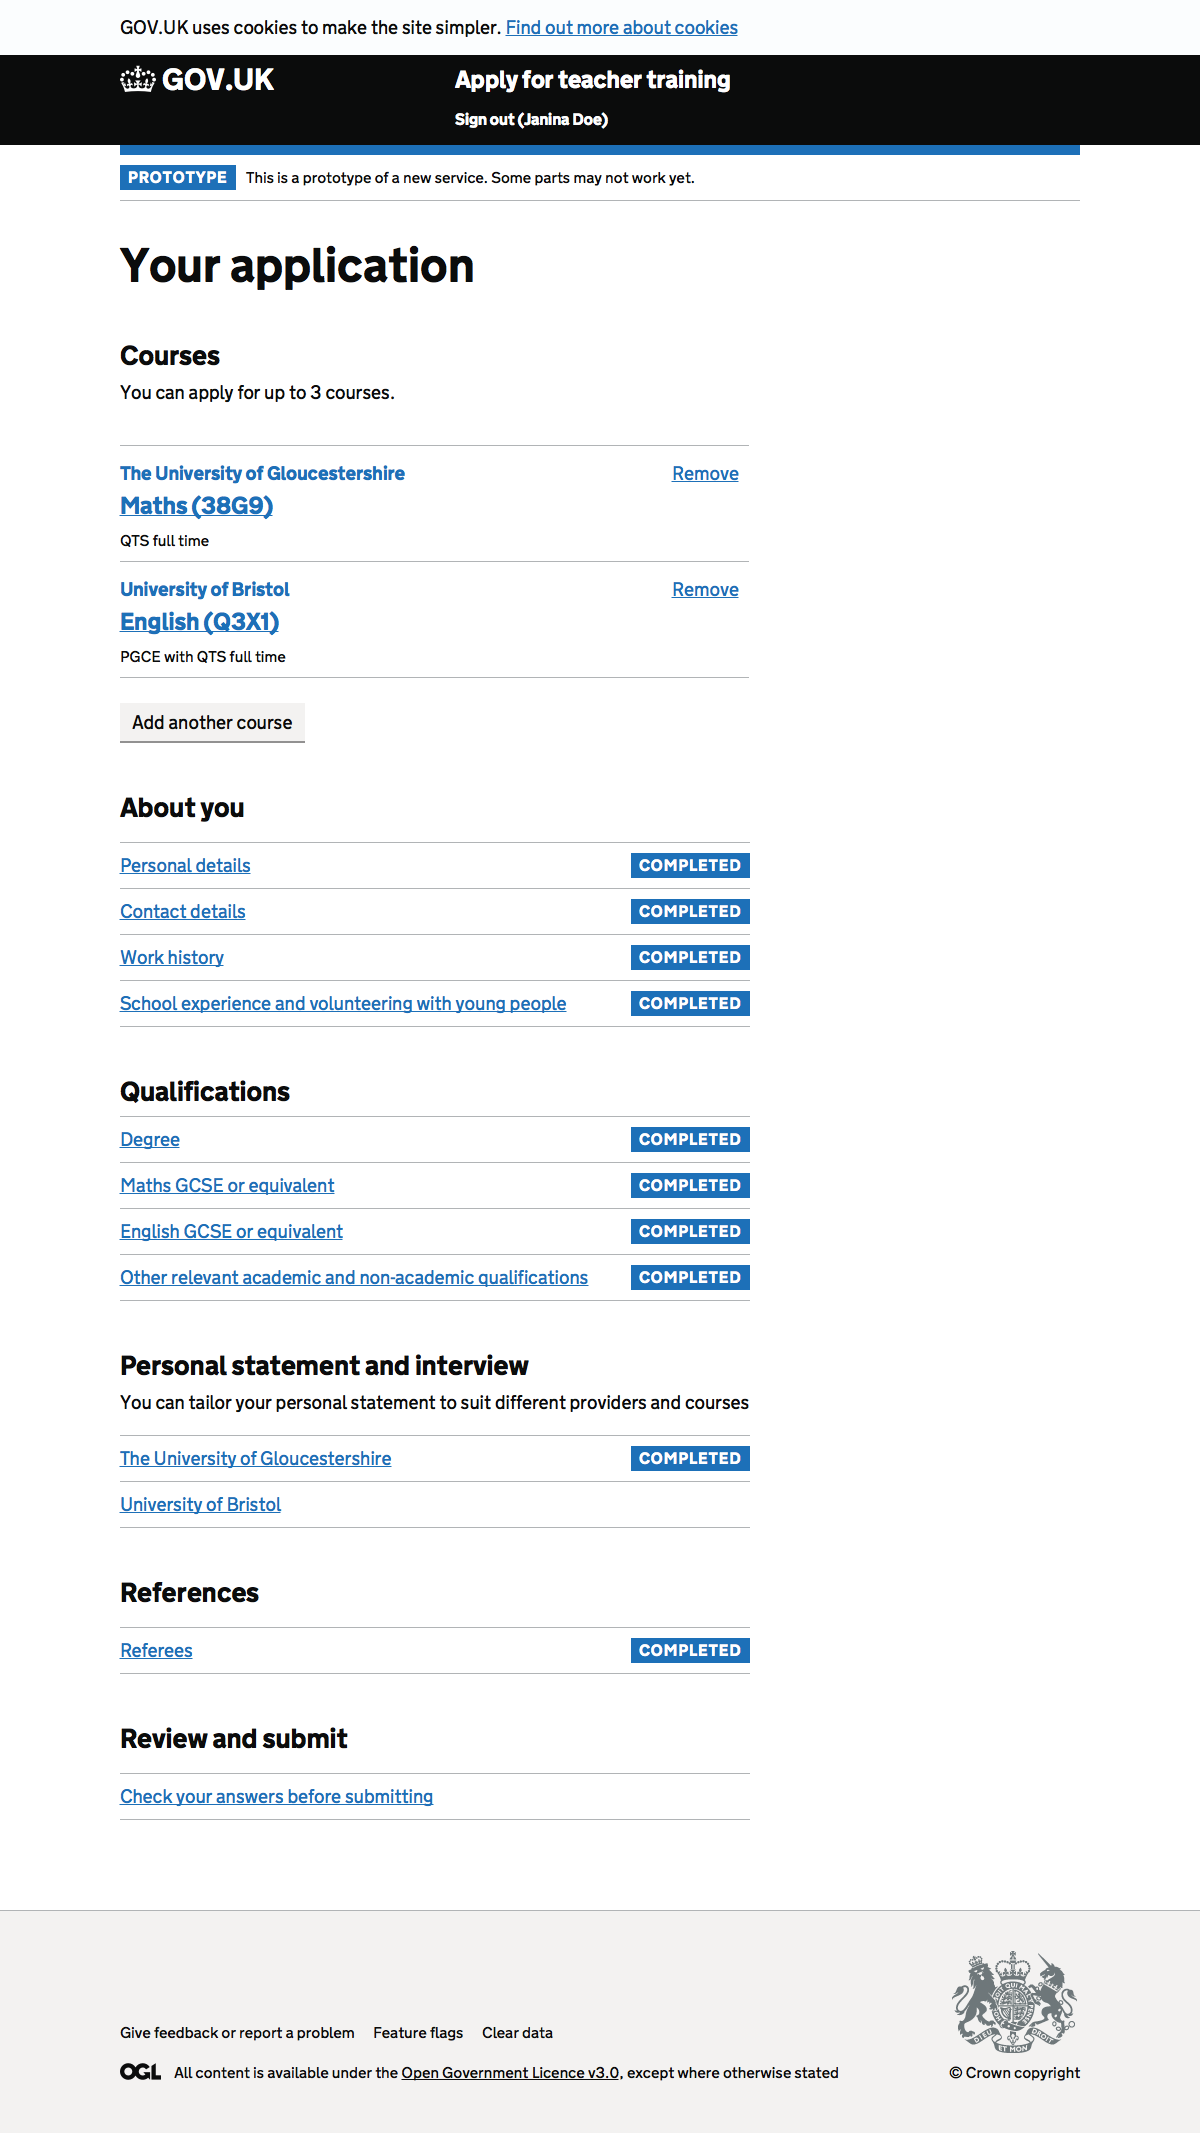 GOV.UK uses cookies to make the site simpler. Find out more about cookies
GOV.UK
Apply for teacher training
Sign out (Janina Doe)
PROTOTYPE This is a prototype of a new service. Some parts may not work yet.
Your application
Courses
You can apply for up to 3 courses.
The University of Gloucestershire Remove
Maths (38G9)
QTS full time
University of Bristol Remove
English (Q3X1)
PGCE with QTS full time
Add another course
About you
Personal details COMPLETED
Contact details COMPLETED
Work history COMPLETED
School experience and volunteering with young people COMPLETED
Qualifications
Degree COMPLETED
Maths GCSE or equivalent COMPLETED
English GCSE or equivalent COMPLETED
Other relevant academic and non-academic qualifications COMPLETED
Personal statement and interview
You can tailor your personal statement to suit different providers and courses
The University of Gloucestershire COMPLETED
University of Bristol
References
Referees COMPLETED
Review and submit
Check your answers before submitting
DIEU ET MON DROIT
Give feedback or report a problem Feature flags Clear data
OGL All content is available under the Open Government Licence v3.0, except where otherwise stated
© Crown copyright